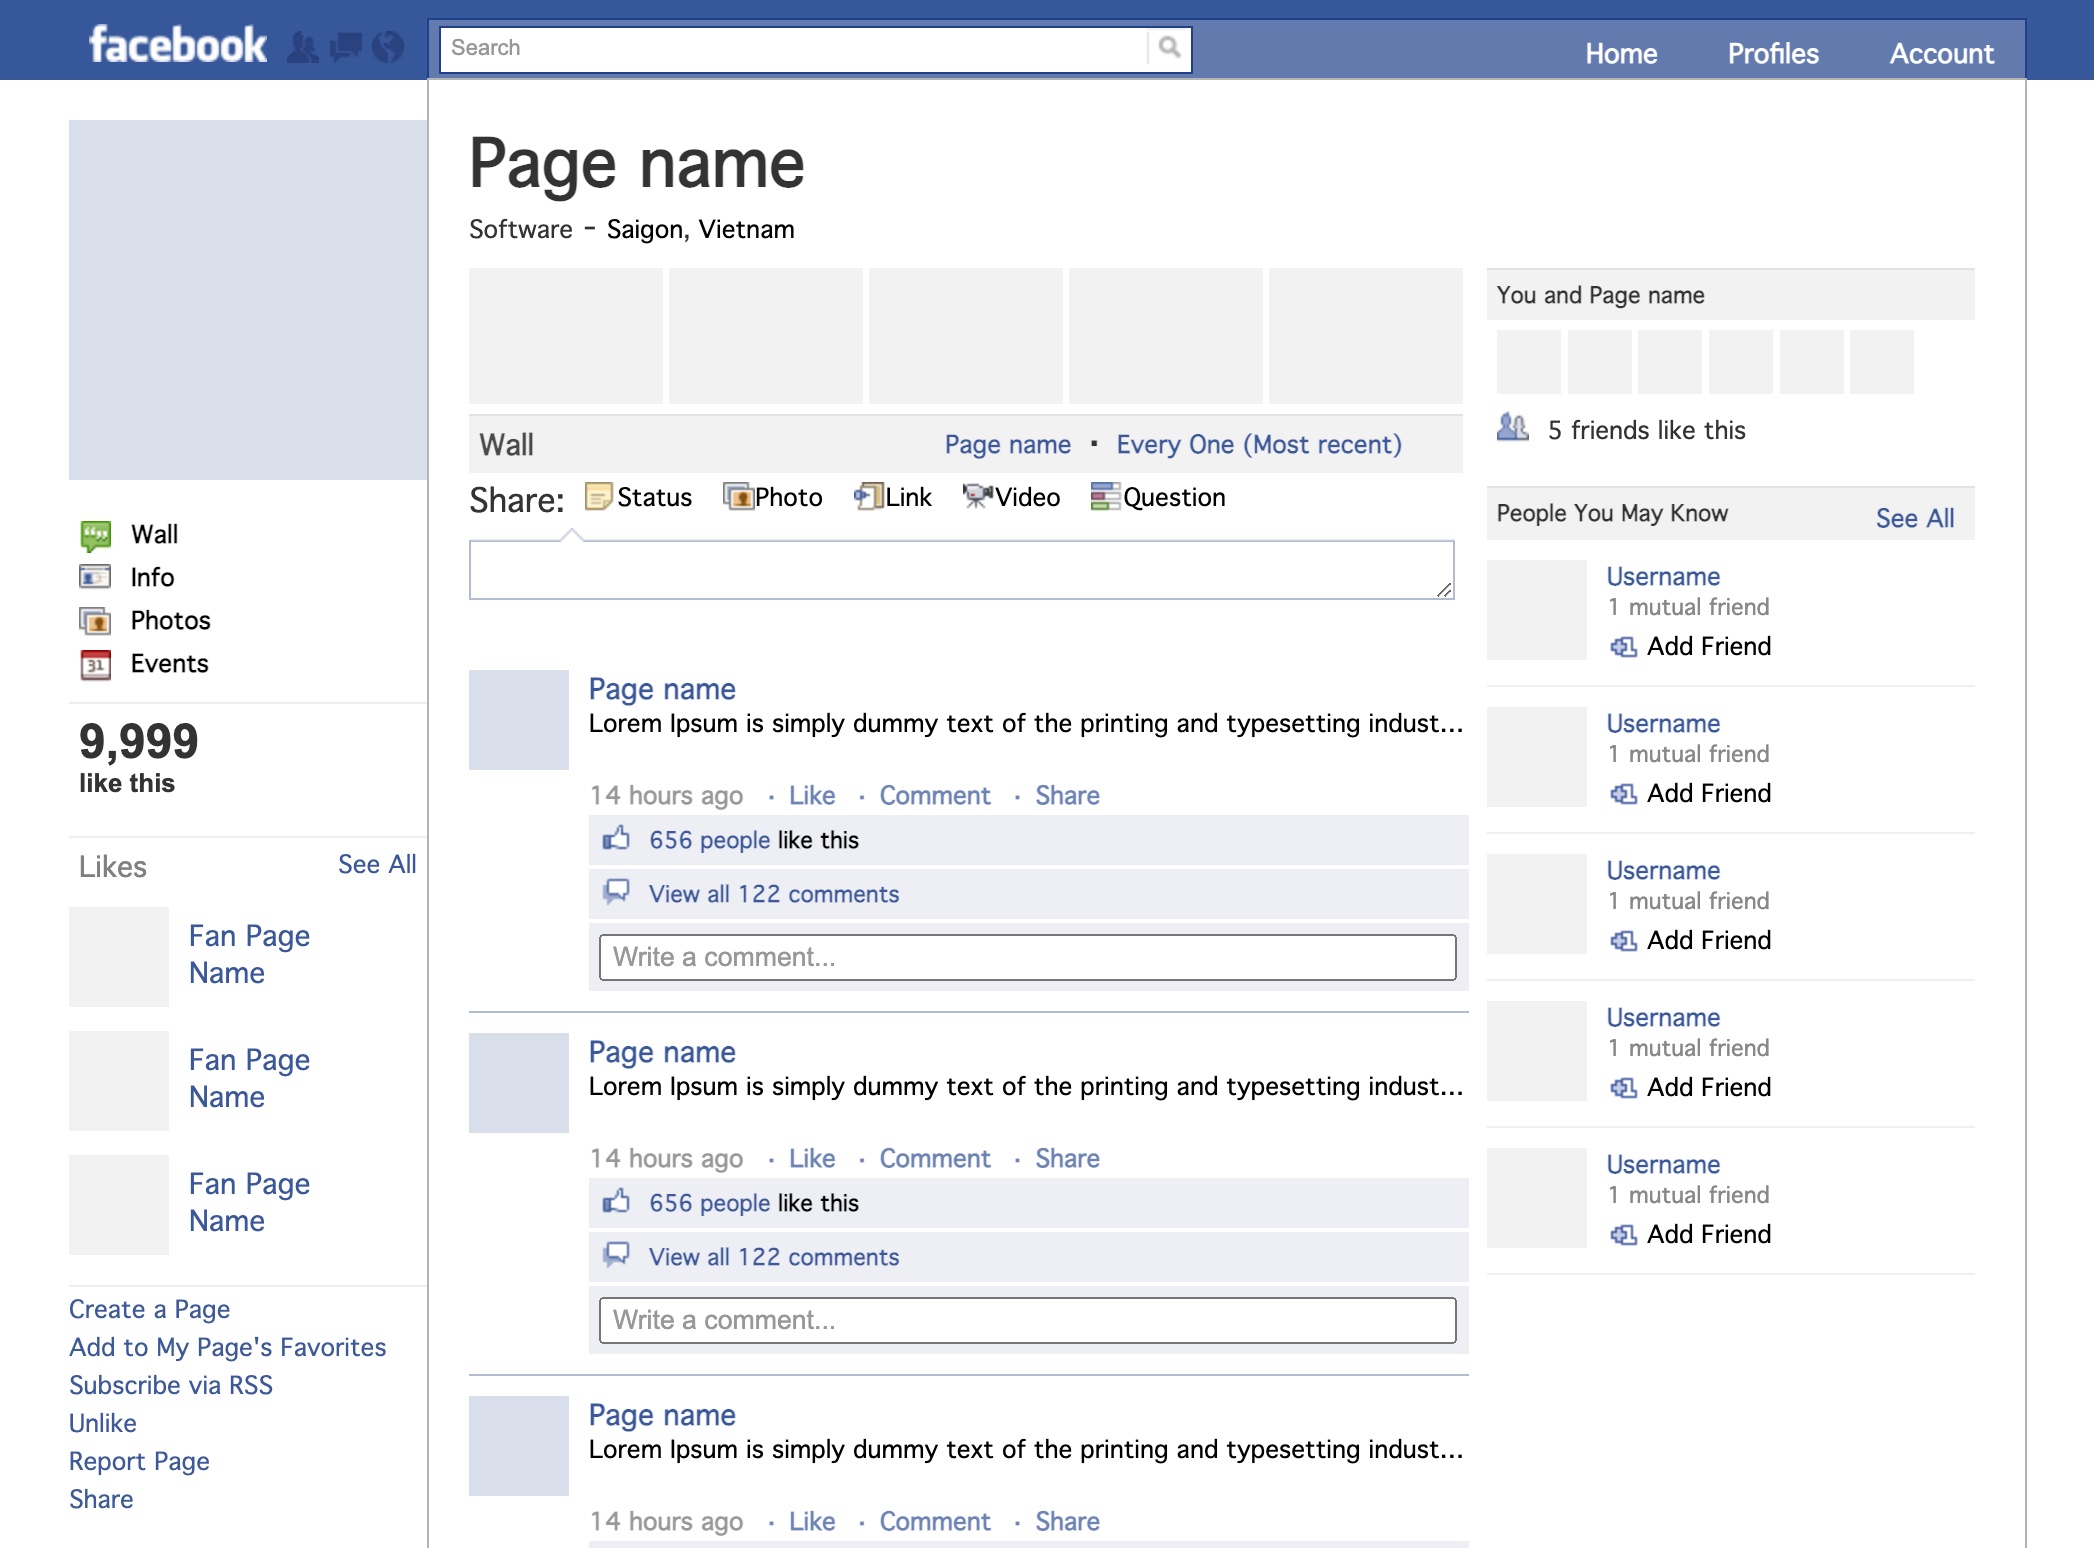 facebook
Search
Home
Profiles
Account
Wall
Info
Photos
31
Events
9,999
like this
Likes
See All
Fan Page
Name
Fan Page
Name
Fan Page
Name
Create a Page
Add to My Page's Favorites
Subscribe via RSS
Unlike
Report Page
Share
Page name
Software - Saigon, Vietnam
Wall
Page name · Every One (Most recent)
Share: Status Photo Link Video Question
Page name
Lorem Ipsum is simply dummy text of the printing and typesetting indust...
14 hours ago · Like · Comment · Share
656 people like this
View all 122 comments
Write a comment...
Page name
Lorem Ipsum is simply dummy text of the printing and typesetting indust...
14 hours ago · Like · Comment · Share
656 people like this
View all 122 comments
Write a comment...
Page name
Lorem Ipsum is simply dummy text of the printing and typesetting indust...
14 hours ago · Like · Comment · Share
You and Page name
5 friends like this
People You May Know
See All
Username
1 mutual friend
Add Friend
Username
1 mutual friend
Add Friend
Username
1 mutual friend
Add Friend
Username
1 mutual friend
Add Friend
Username
1 mutual friend
Add Friend